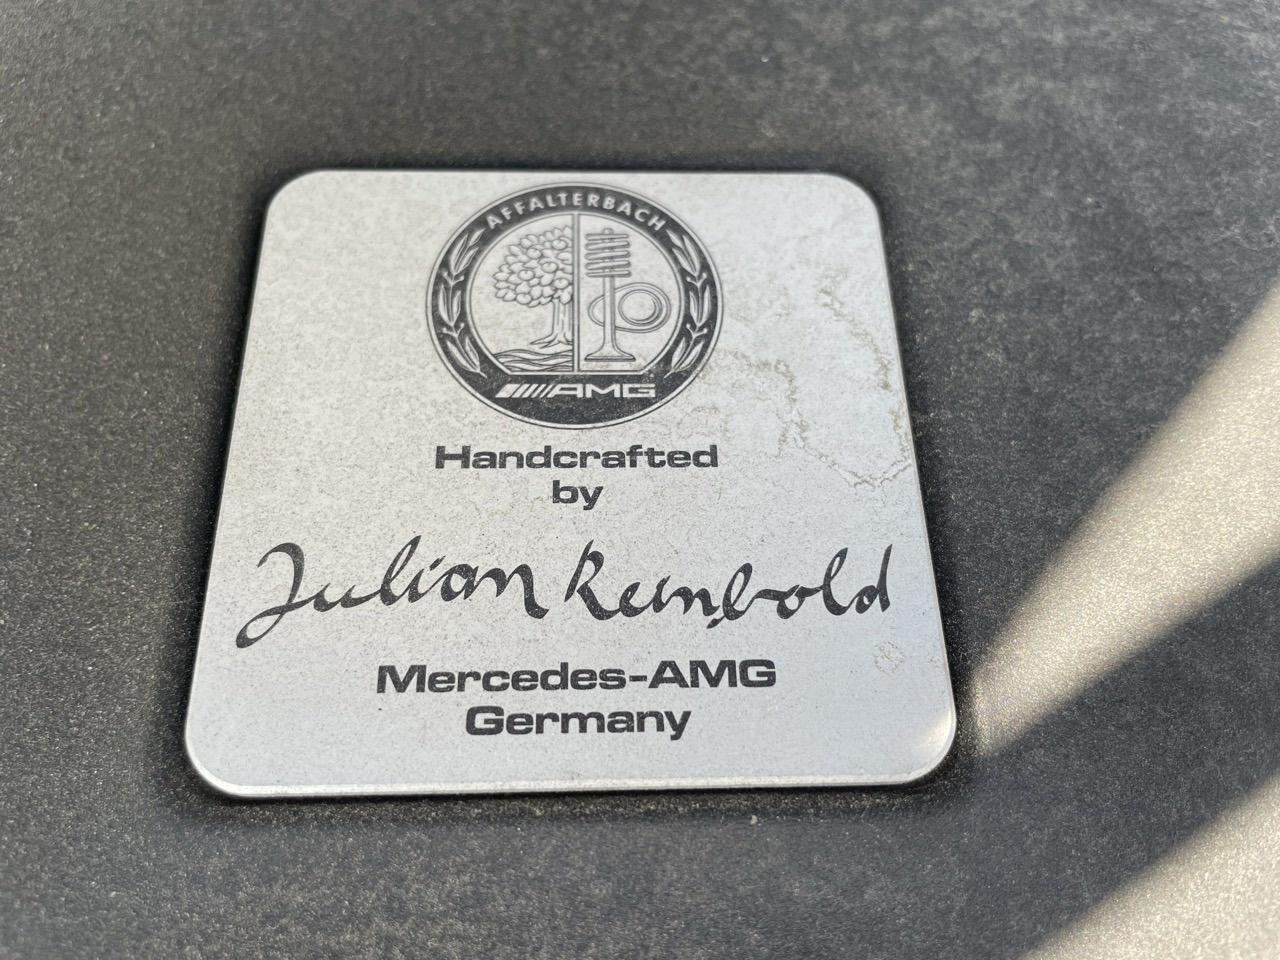 AFFALTERBACH
AMG
Handcrafted
by
Julian Reinbold
Mercedes-AMG
Germany